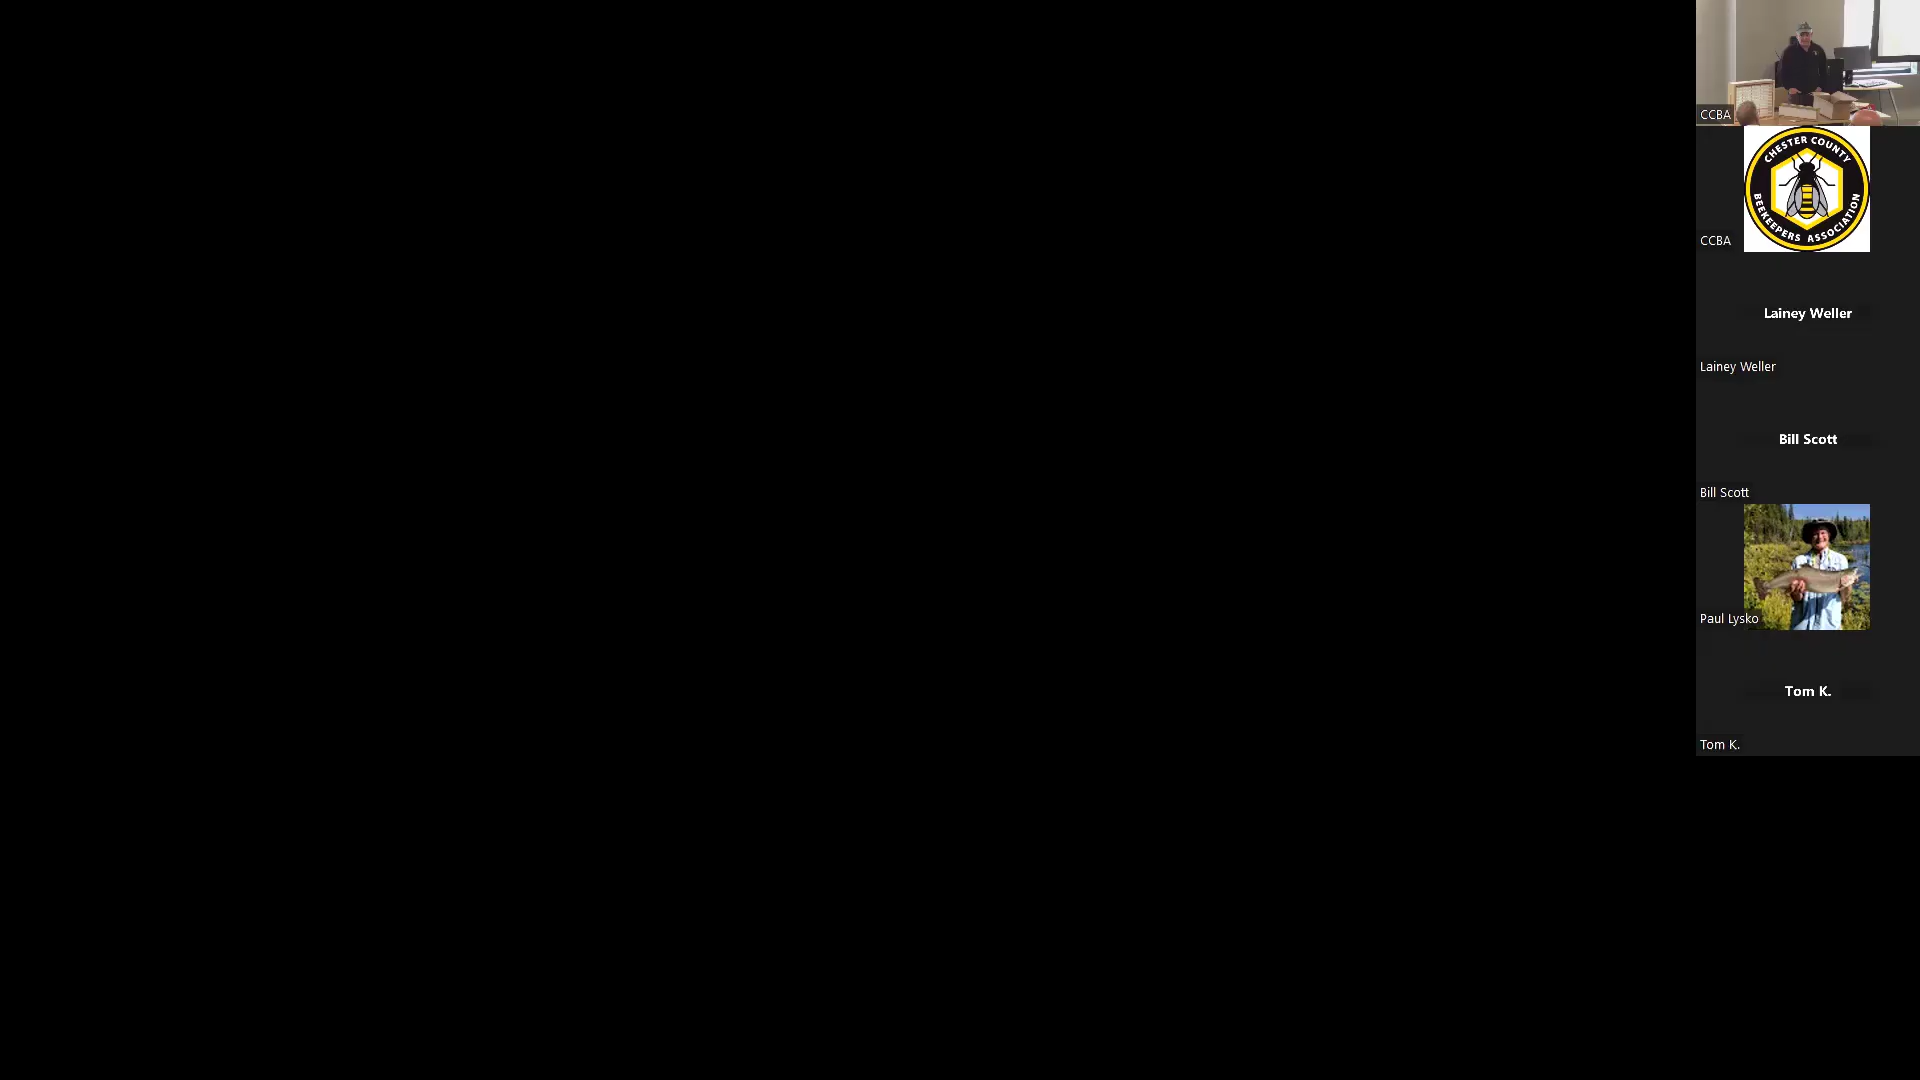 CCBA
CHESTER COUNTY
BEEKEEPERS ASSOCIATION
CCBA
Lainey Weller
Lainey Weller
Bill Scott
Bill Scott
Paul Lysko
Tom K.
Tom K.